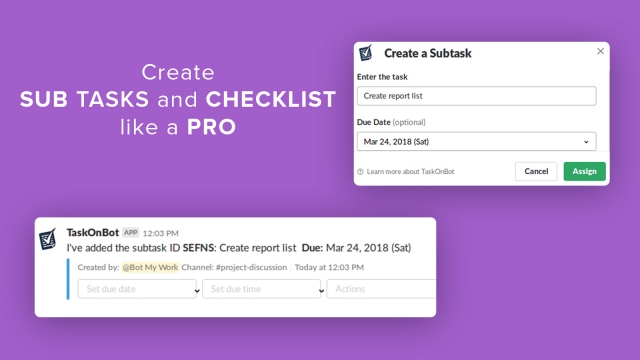 Create
SUB TASKS and CHECKLIST
like a PRO
Create a Subtask
Enter the task
Create report list
Due Date (optional)
Mar 24, 2018 (Sat)
Learn more about TaskOnBot
Cancel
Assign
TaskOnBot APP 12:03 PM
I've added the subtask ID SEFNS: Create report list Due: Mar 24, 2018 (Sat)
Created by: @Bot My Work Channel: #project-discussion | Today at 12:03 PM
Set due date
Set due time
Actions